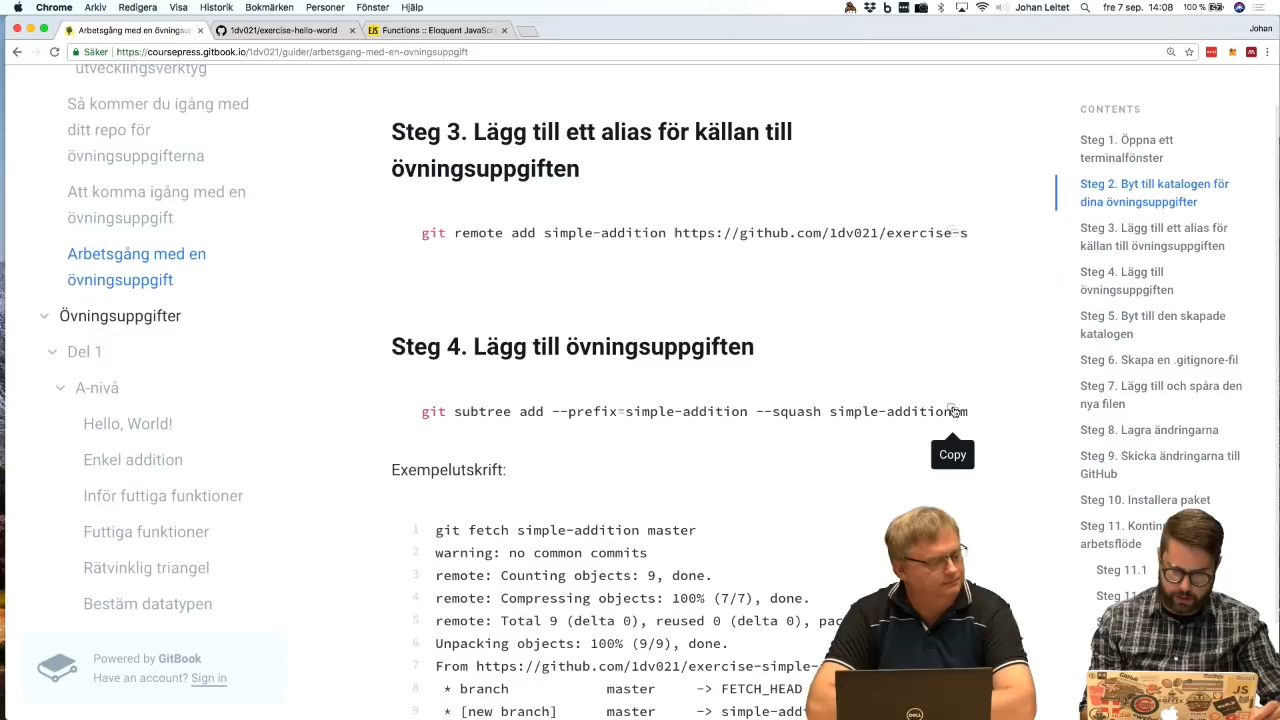 Chrome Arkiv Redigera Visa Historik Bokmärken Personer Fönster Hjälp Johan Leitet fre 7 sep. 14:08 100 %
Arbetsgång med en övningsup 1dv021/exercise-hello-world Functions :: Eloquent JavaSc
Säker https://coursepress.gitbook.io/1dv021/guider/arbetsgang-med-en-ovningsuppgift
Johan
utvecklingsverktyg
Så kommer du igång med
ditt repo för
övningsuppgifterna
Att komma igång med en
övningsuppgift
Arbetsgång med en
övningsuppgift
Övningsuppgifter
Del 1
A-nivå
Hello, World!
Enkel addition
Inför futtiga funktioner
Futtiga funktioner
Rätvinklig triangel
Bestäm datatypen
Powered by GitBook
Have an account? Sign in
Steg 3. Lägg till ett alias för källan till
övningsuppgiften
git remote add simple-addition https://github.com/1dv021/exercise-s
Steg 4. Lägg till övningsuppgiften
git subtree add --prefix=simple-addition --squash simple-addition m
Copy
Exempelutskrift:
1 git fetch simple-addition master
2 warning: no common commits
3 remote: Counting objects: 9, done.
4 remote: Compressing objects: 100% (7/7), done.
5 remote: Total 9 (delta 0), reused 0 (delta 0), pac
6 Unpacking objects: 100% (9/9), done.
7 From https://github.com/1dv021/exercise-simple-
8 * branch master -> FETCH_HEAD
9 * [new branch] master -> simple-addi
CONTENTS
Steg 1. Öppna ett
terminalfönster
Steg 2. Byt till katalogen för
dina övningsuppgifter
Steg 3. Lägg till ett alias för
källan till övningsuppgiften
Steg 4. Lägg till
övningsuppgiften
Steg 5. Byt till den skapade
katalogen
Steg 6. Skapa en .gitignore-fil
Steg 7. Lägg till och spåra den
nya filen
Steg 8. Lagra ändringarna
Steg 9. Skicka ändringarna till
GitHub
Steg 10. Installera paket
Steg 11. Kontin
arbetsflöde
Steg 11.1
Steg 11
DELL
JS